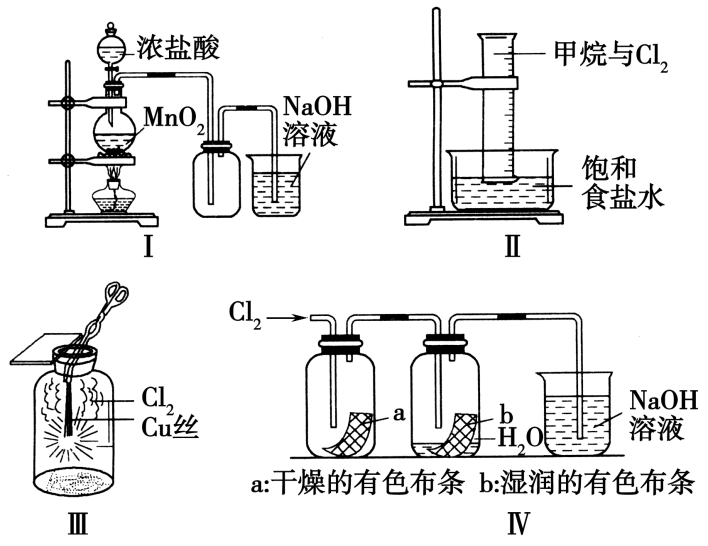 浓盐酸
MnO₂
NaOH
溶液
Ⅰ
甲烷与Cl₂
饱和
食盐水
Ⅱ
Cl₂
Cu丝
Ⅲ
Cl₂
a
b
H₂O
NaOH
溶液
a:干燥的有色布条 b:湿润的有色布条
Ⅳ